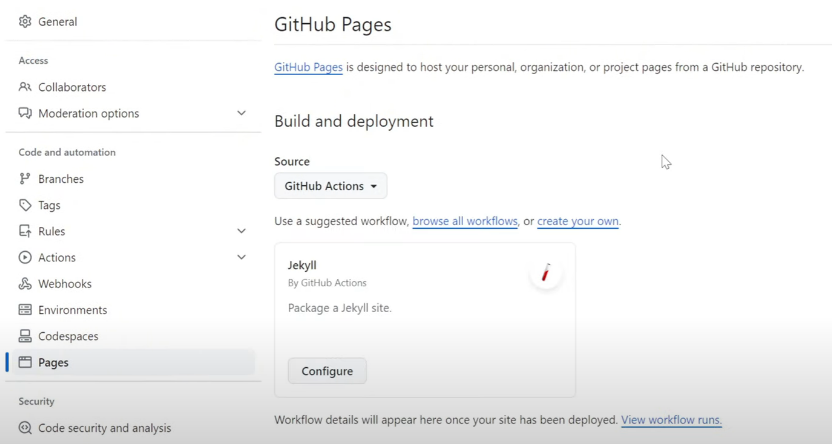 General
Access
Collaborators
Moderation options
Code and automation
Branches
Tags
Rules
Actions
Webhooks
Environments
Codespaces
Pages
Security
Code security and analysis
GitHub Pages
GitHub Pages is designed to host your personal, organization, or project pages from a GitHub repository.
Build and deployment
Source
GitHub Actions
Use a suggested workflow, browse all workflows, or create your own.
Jekyll
By GitHub Actions
Package a Jekyll site.
Configure
Workflow details will appear here once your site has been deployed. View workflow runs.